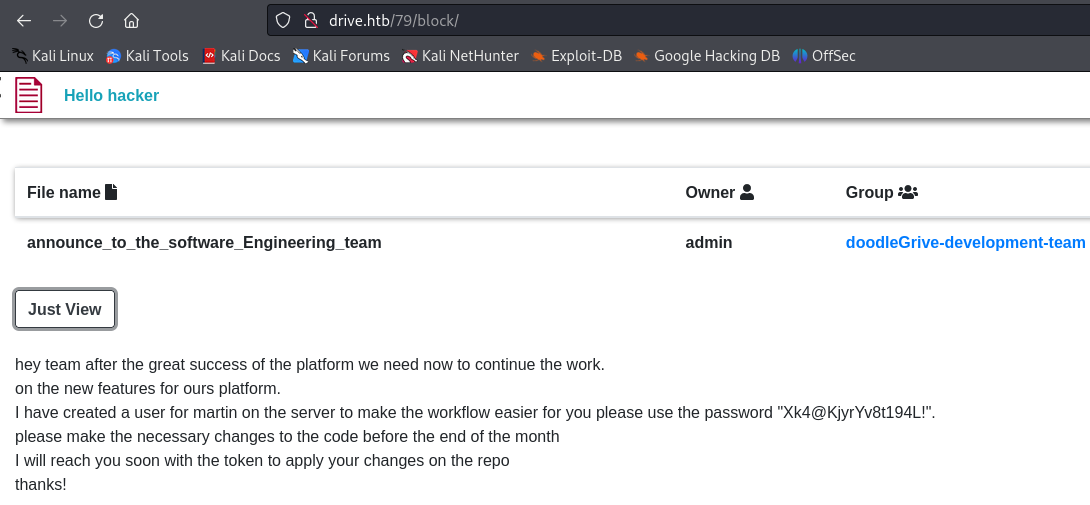 drive.htb/79/block/
Kali Linux Kali Tools Kali Docs Kali Forums Kali NetHunter Exploit-DB Google Hacking DB OffSec
Hello hacker
File name Owner Group
announce_to_the_software_Engineering_team admin doodleGrive-development-team
Just View
hey team after the great success of the platform we need now to continue the work.
on the new features for ours platform.
I have created a user for martin on the server to make the workflow easier for you please use the password "Xk4@KjyrYv8t194L!".
please make the necessary changes to the code before the end of the month
I will reach you soon with the token to apply your changes on the repo
thanks!